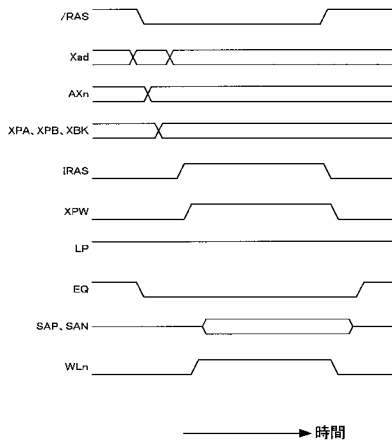 /RAS
Xad
AXn
XPA、XPB、XBK
IRAS
XPW
LP
EQ
SAP、SAN
WLn
時間